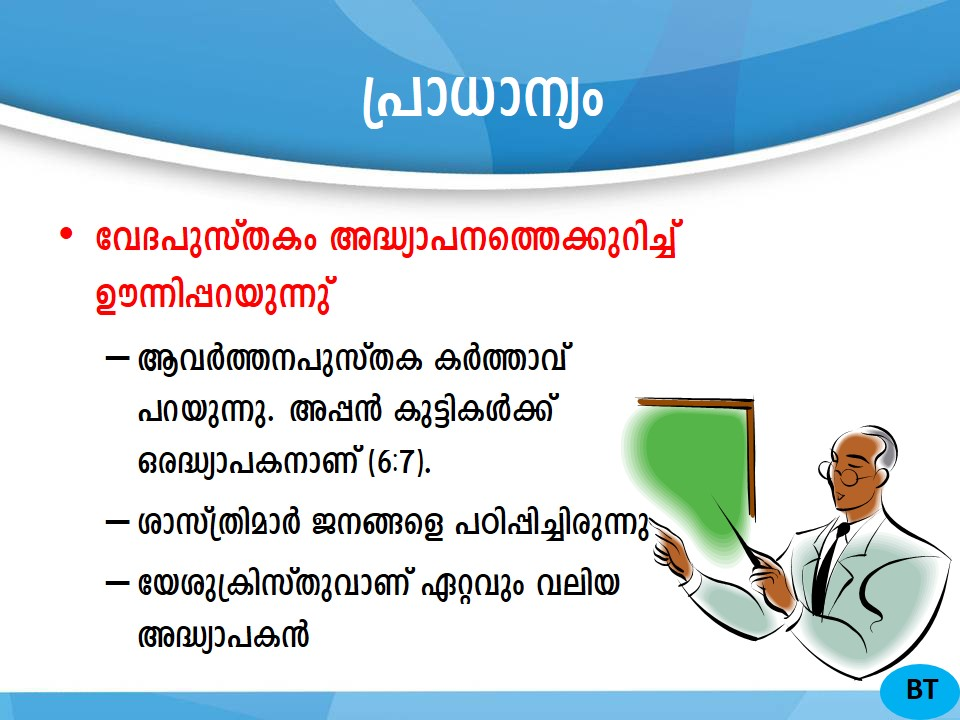 പ്രാധാന്യം
• വേദപുസ്തകം അദ്ധ്യാപനത്തെക്കുറിച്ച്
ഊന്നിപ്പറയുന്നു്
– ആവർത്തനപുസ്തക കർത്താവ്
പറയുന്നു. അപ്പൻ കുട്ടികൾക്ക്
ഒരദ്ധ്യാപകനാണ് (6:7).
– ശാസ്ത്രിമാർ ജനങ്ങളെ പഠിപ്പിച്ചിരുന്നു
– യേശുക്രിസ്തുവാണ് ഏറ്റവും വലിയ
അദ്ധ്യാപകൻ
BT